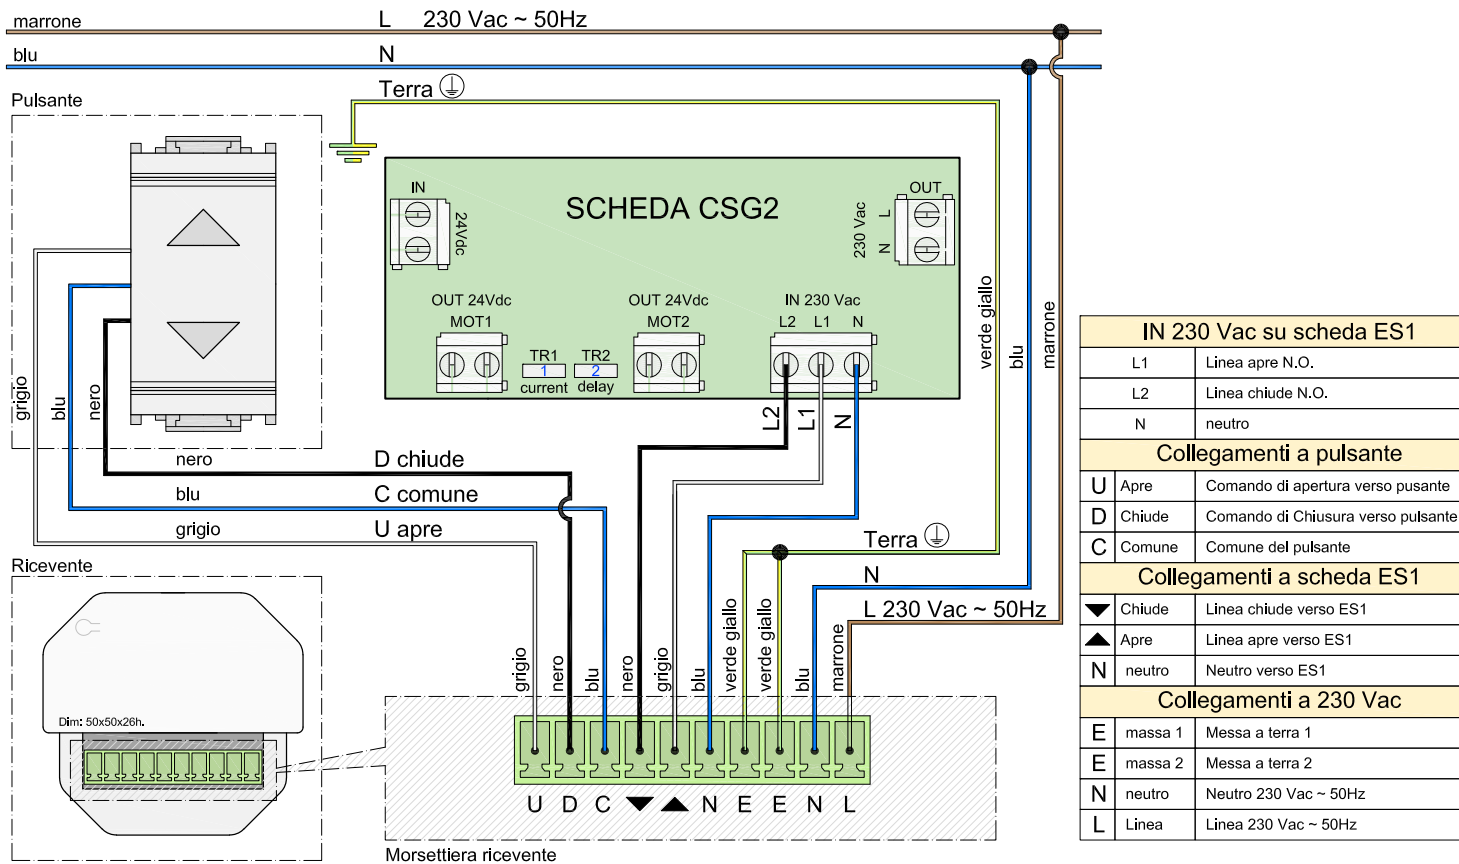 marrone
L 230 Vac ~ 50Hz
blu
N
Terra
Pulsante
IN
24Vdc
SCHEDA CSG2
OUT
230 Vac
L
N
OUT 24Vdc
MOT1
TR1
1
current
TR2
2
delay
OUT 24Vdc
MOT2
IN 230 Vac
L2 L1 N
L2
L1
N
verde giallo
blu
marrone
grigio
blu
nero
nero
D chiude
blu
C comune
grigio
U apre
Terra
N
L 230 Vac ~ 50Hz
Ricevente
Dim: 50x50x26h.
grigio
nero
blu
nero
grigio
blu
verde giallo
verde giallo
blu
marrone
U D C ▼ ▲ N E E N L
Morsettiera ricevente
IN 230 Vac su scheda ES1
L1 Linea apre N.O.
L2 Linea chiude N.O.
N neutro
Collegamenti a pulsante
U Apre Comando di apertura verso pusante
D Chiude Comando di Chiusura verso pulsante
C Comune Comune del pulsante
Collegamenti a scheda ES1
▼ Chiude Linea chiude verso ES1
▲ Apre Linea apre verso ES1
N neutro Neutro verso ES1
Collegamenti a 230 Vac
E massa 1 Messa a terra 1
E massa 2 Messa a terra 2
N neutro Neutro 230 Vac ~ 50Hz
L Linea Linea 230 Vac ~ 50Hz